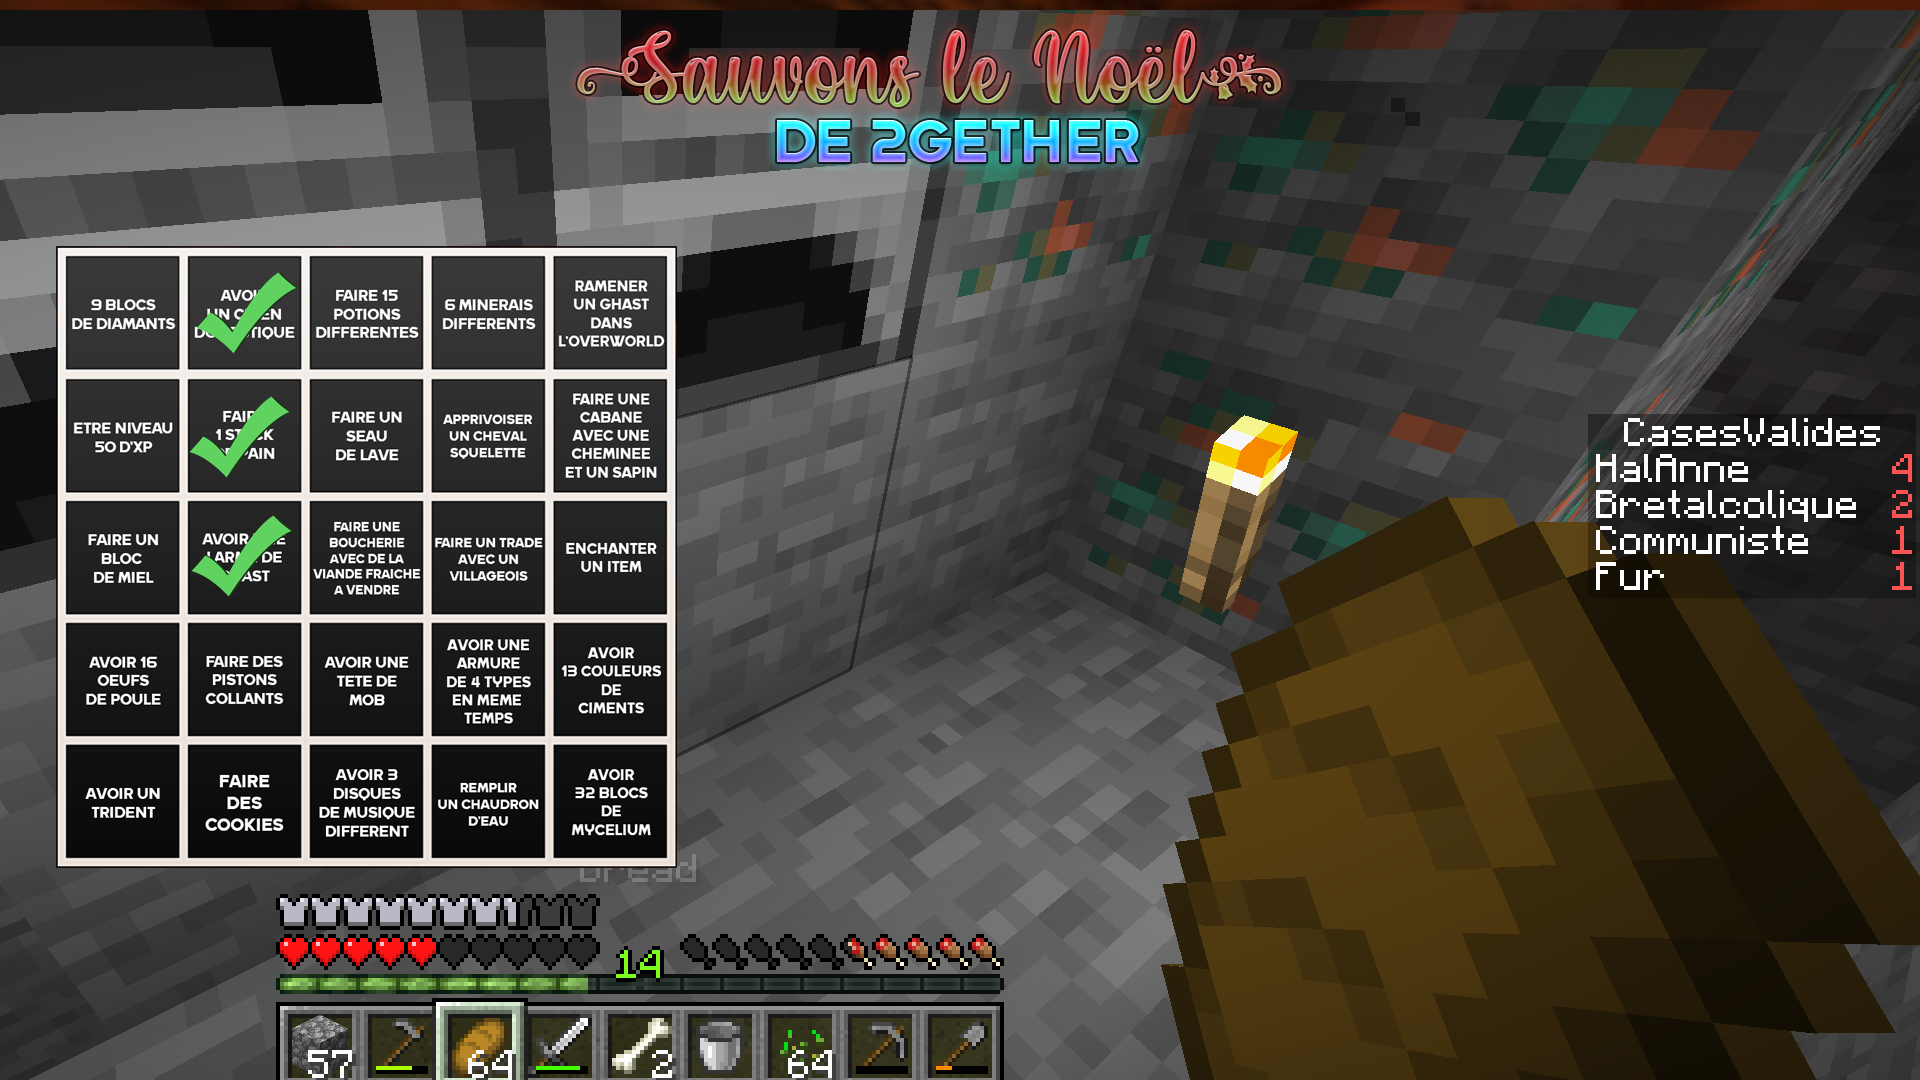 Sauvons le Noël
DE 2GETHER
9 BLOCS
DE DIAMANTS
FAIRE 15
POTIONS
DIFFERENTES
6 MINERAIS
DIFFERENTS
RAMENER
UN GHAST
DANS
L'OVERWORLD
ETRE NIVEAU
50 D'XP
FAIRE UN
SEAU
DE LAVE
APPRIVOISER
UN CHEVAL
SQUELETTE
FAIRE UNE
CABANE
AVEC UNE
CHEMINEE
ET UN SAPIN
FAIRE UN
BLOC
DE MIEL
AVOIR
FAIRE UNE
BOUCHERIE
AVEC DE LA
VIANDE FRAICHE
A VENDRE
FAIRE UN TRADE
AVEC UN
VILLAGEOIS
ENCHANTER
UN ITEM
AVOIR 16
OEUFS
DE POULE
FAIRE DES
PISTONS
COLLANTS
AVOIR UNE
TETE DE
MOB
AVOIR UNE
ARMURE
DE 4 TYPES
EN MEME
TEMPS
AVOIR
13 COULEURS
DE
CIMENTS
AVOIR UN
TRIDENT
FAIRE
DES
COOKIES
AVOIR 3
DISQUES
DE MUSIQUE
DIFFERENT
REMPLIR
UN CHAUDRON
D'EAU
AVOIR
32 BLOCS
DE
MYCELIUM
CasesValides
HalAnne 4
Bretalcolique 2
Communiste 1
Fur 1
Bread
14
57 64 2 64